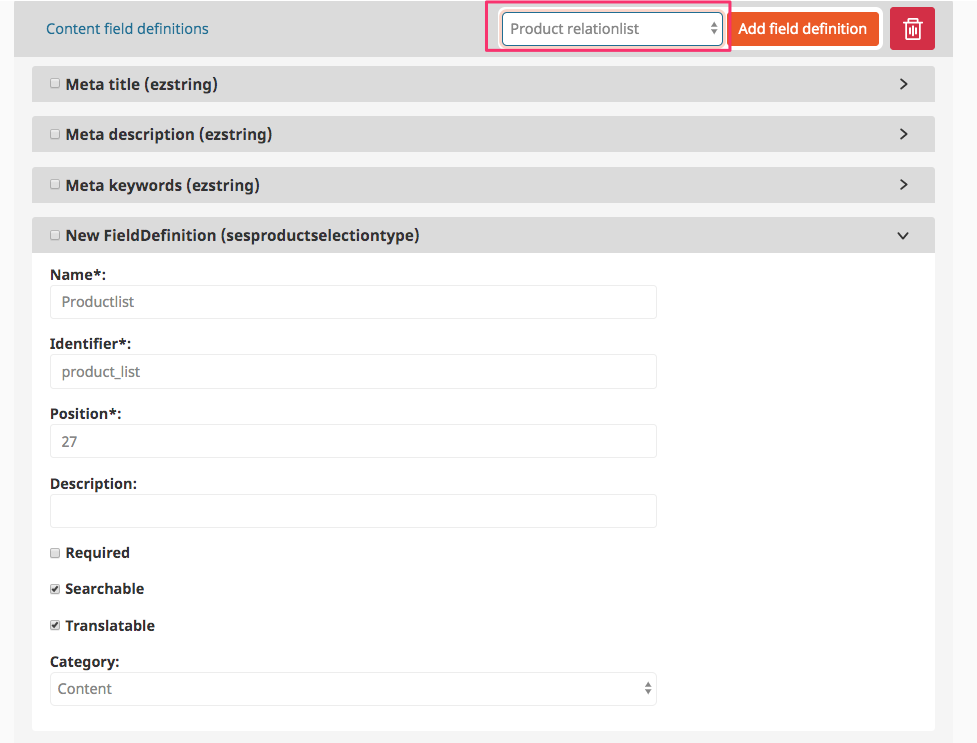 Content field definitions Product relationlist Add field definition
Meta title (ezstring)
Meta description (ezstring)
Meta keywords (ezstring)
New FieldDefinition (sesproductselectiontype)
Name*:
Productlist
Identifier*:
product_list
Position*:
27
Description:
Required
Searchable
Translatable
Category:
Content